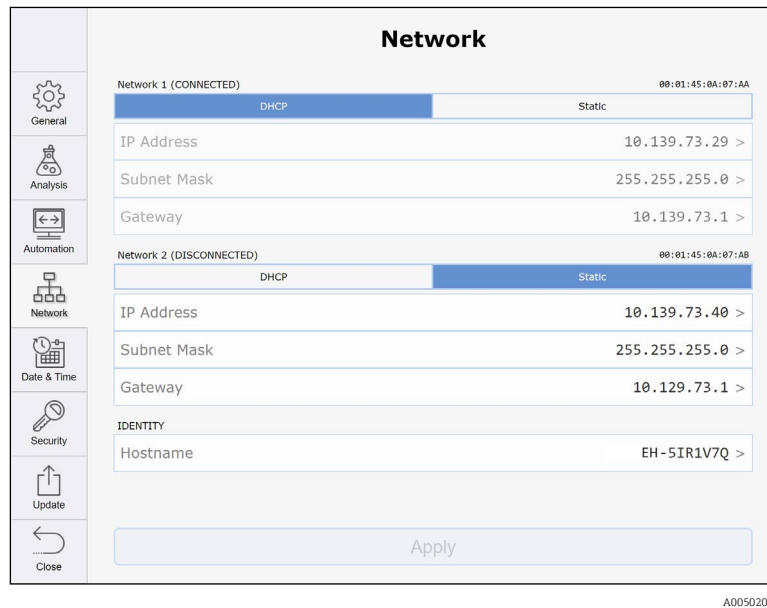 Network
General
Analysis
Automation
Network
Date & Time
Security
Update
Close
Network 1 (CONNECTED) 00:01:45:0A:07:AA
DHCP Static
IP Address 10.139.73.29 >
Subnet Mask 255.255.255.0 >
Gateway 10.139.73.1 >
Network 2 (DISCONNECTED) 00:01:45:0A:07:AB
DHCP Static
IP Address 10.139.73.40 >
Subnet Mask 255.255.255.0 >
Gateway 10.129.73.1 >
IDENTITY
Hostname EH-5IR1V7Q >
Apply
A005020